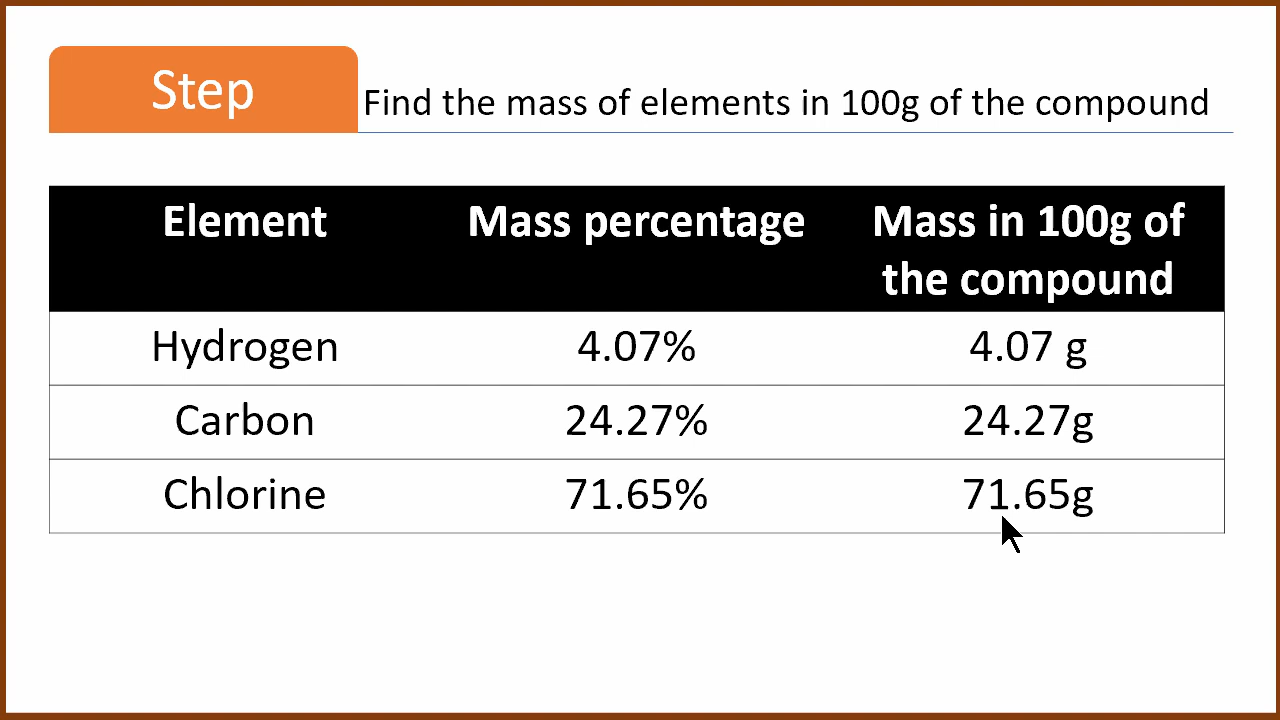 Step
Find the mass of elements in 100g of the compound
Element Mass percentage Mass in 100g of
the compound
Hydrogen 4.07% 4.07 g
Carbon 24.27% 24.27g
Chlorine 71.65% 71.65g